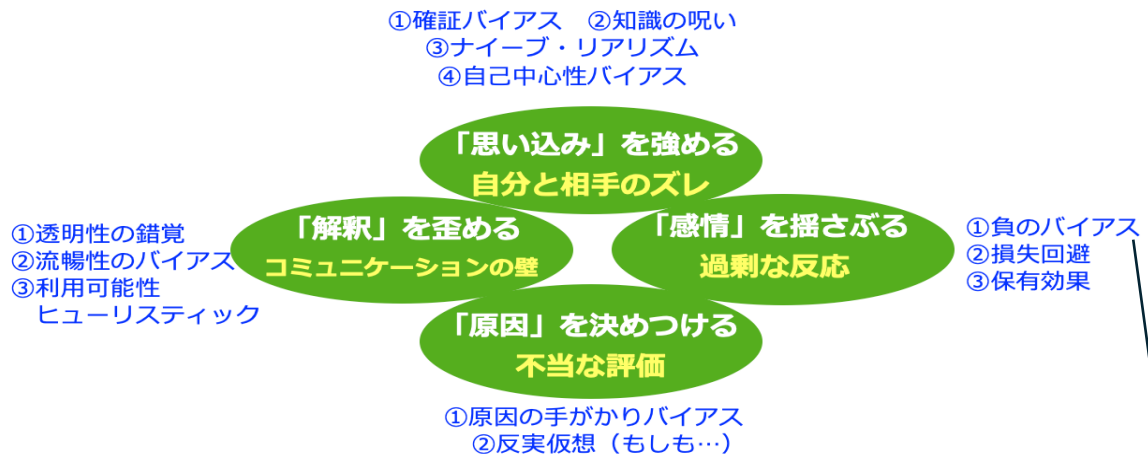 ①確証バイアス ②知識の呪い
③ナイーブ・リアリズム
④自己中心性バイアス
「思い込み」を強める
自分と相手のズレ
「解釈」を歪める
コミュニケーションの壁
①透明性の錯覚
②流暢性のバイアス
③利用可能性
ヒューリスティック
「感情」を揺さぶる
過剰な反応
①負のバイアス
②損失回避
③保有効果
「原因」を決めつける
不当な評価
①原因の手がかりバイアス
②反実仮想（もしも…）